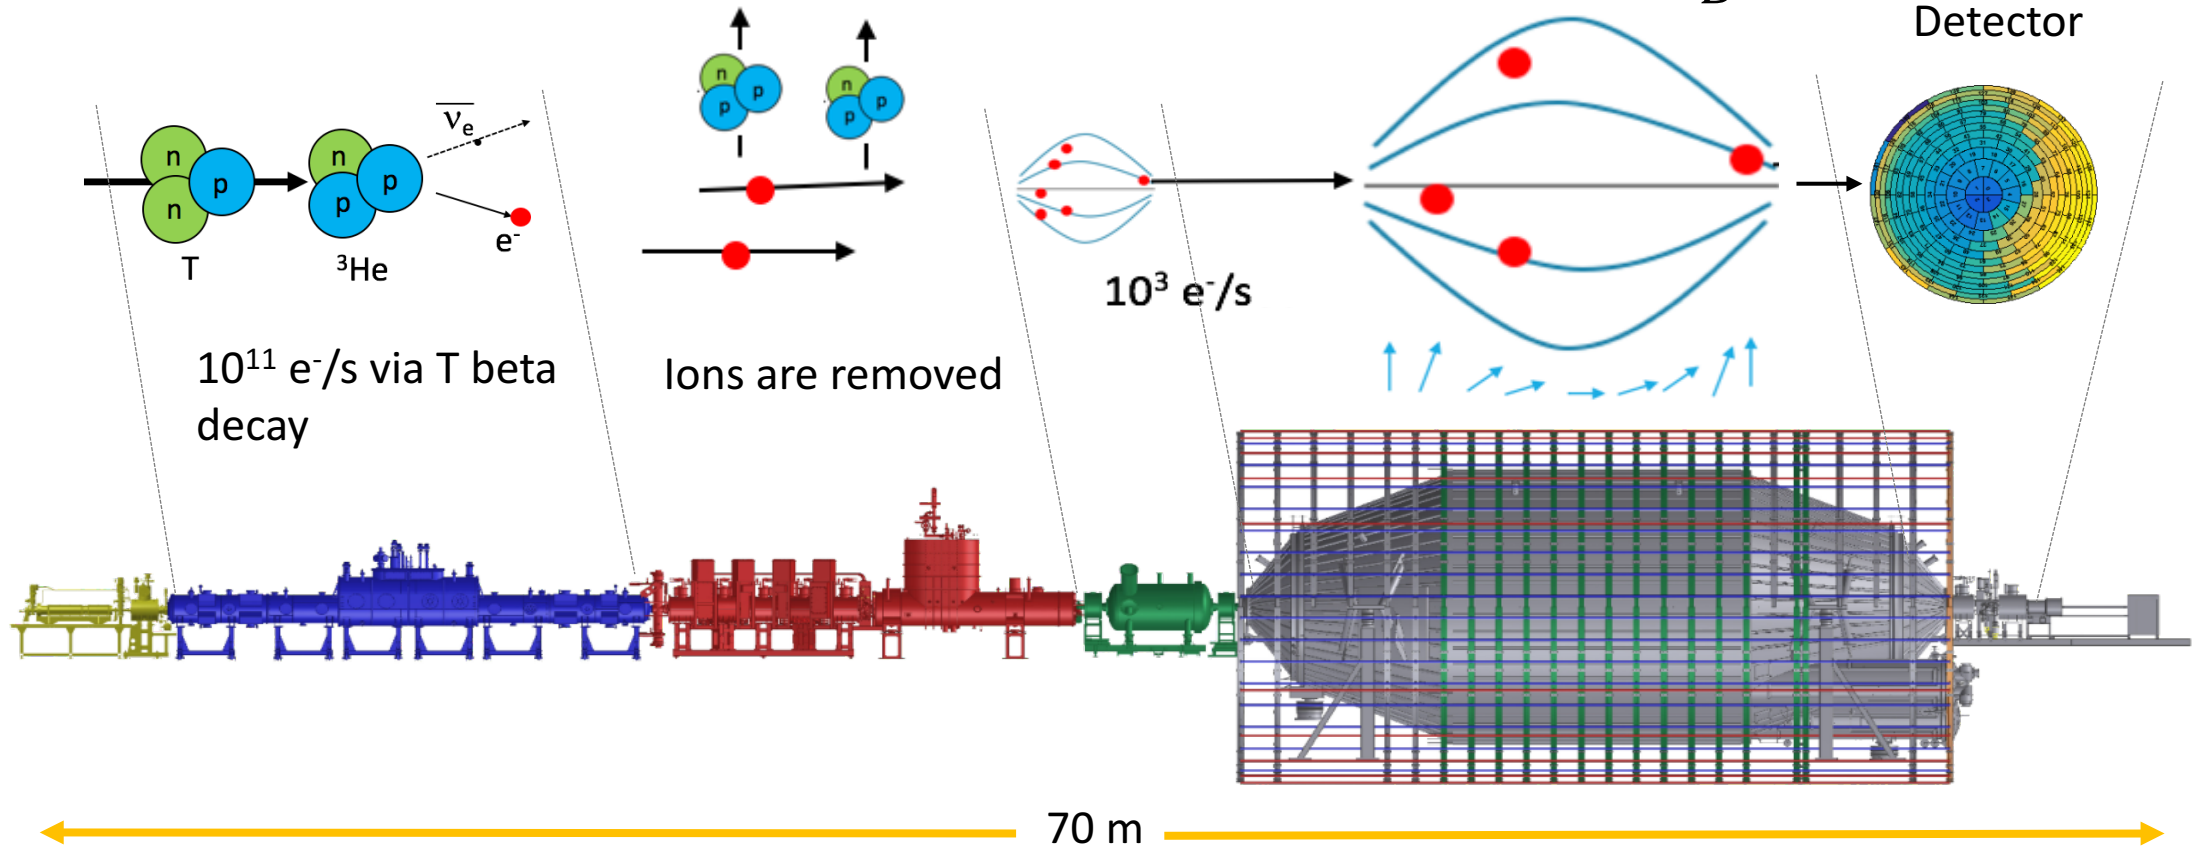 B
Detector
n
p
n
p
n
p
n
p
n
p
p
n
p
p
ν̅ₑ
e⁻
T
³He
10³ e⁻/s
10¹¹ e⁻/s via T beta
decay
Ions are removed
70 m